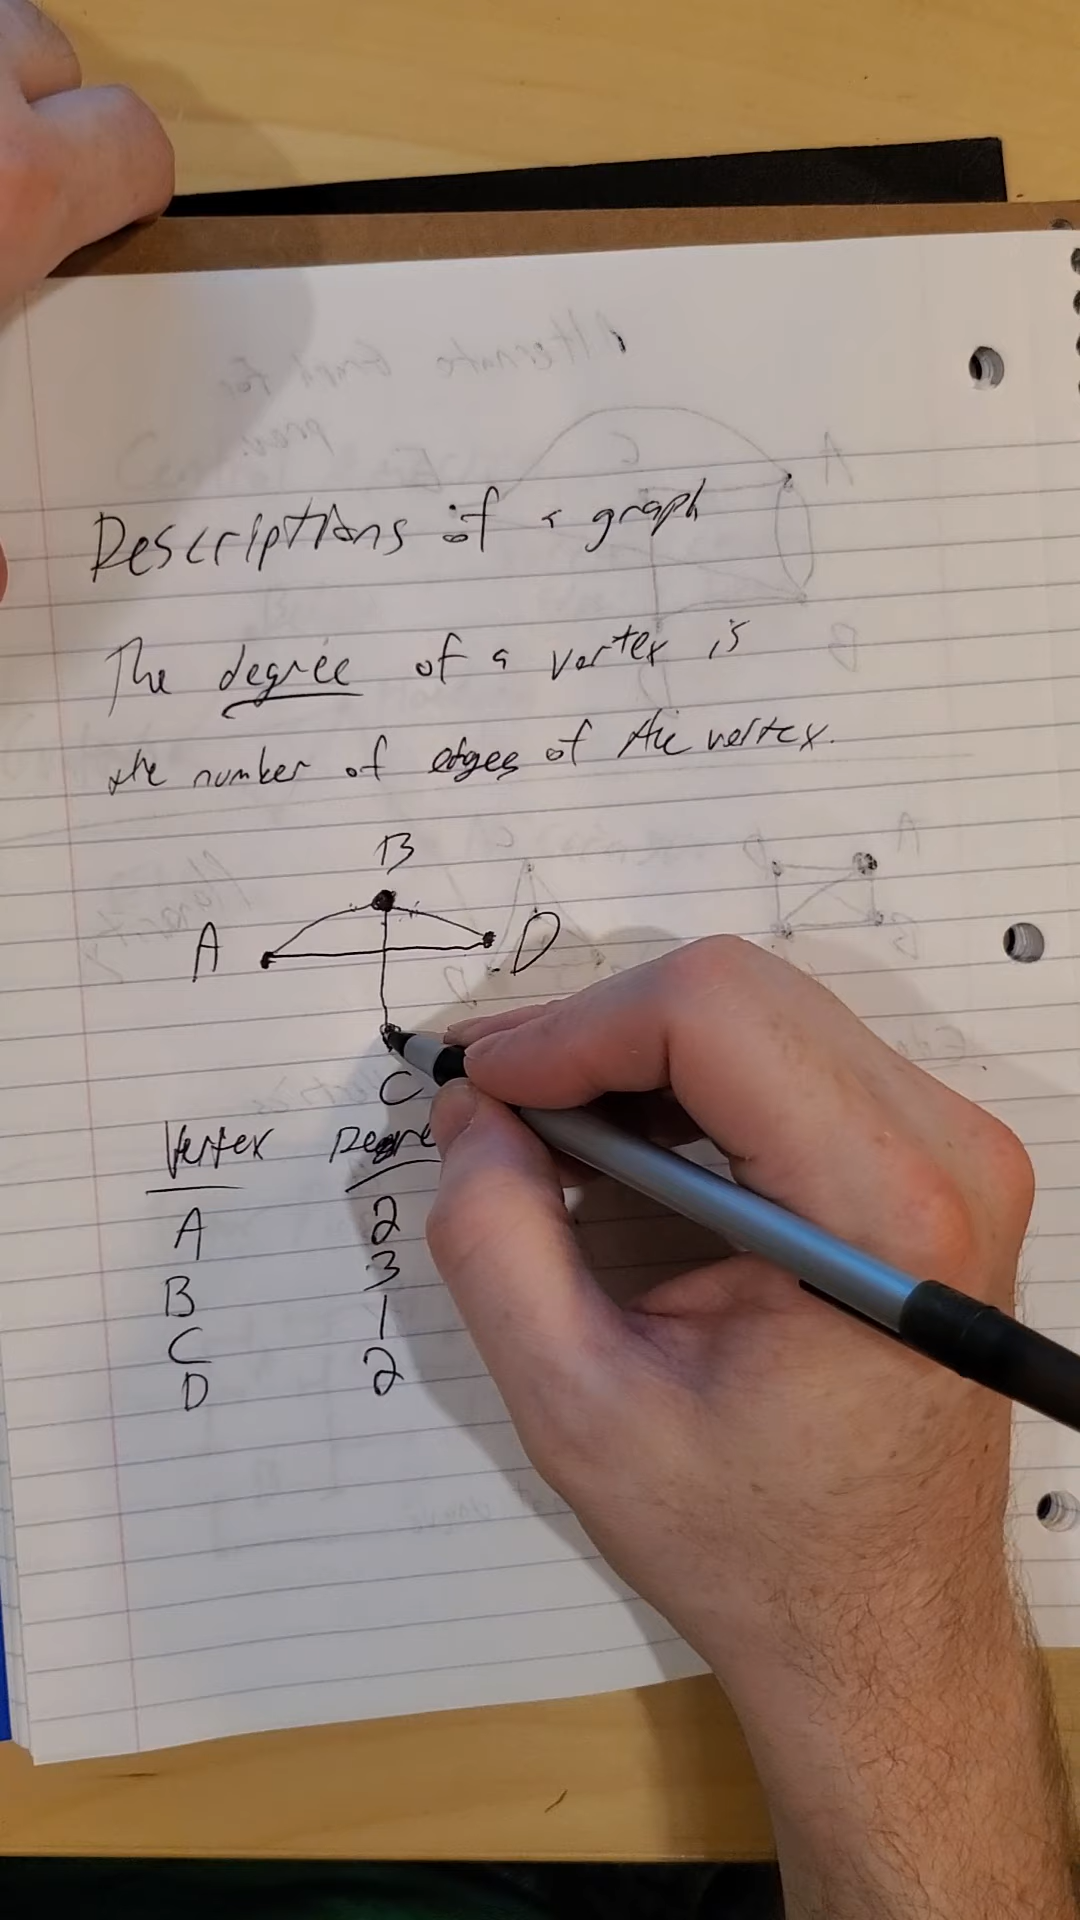 Descriptions of a graph
The degree of a vertex is
the number of edges of the vertex.
B
A
D
C
Vertex Degre
A 2
B 3
C 1
D 2